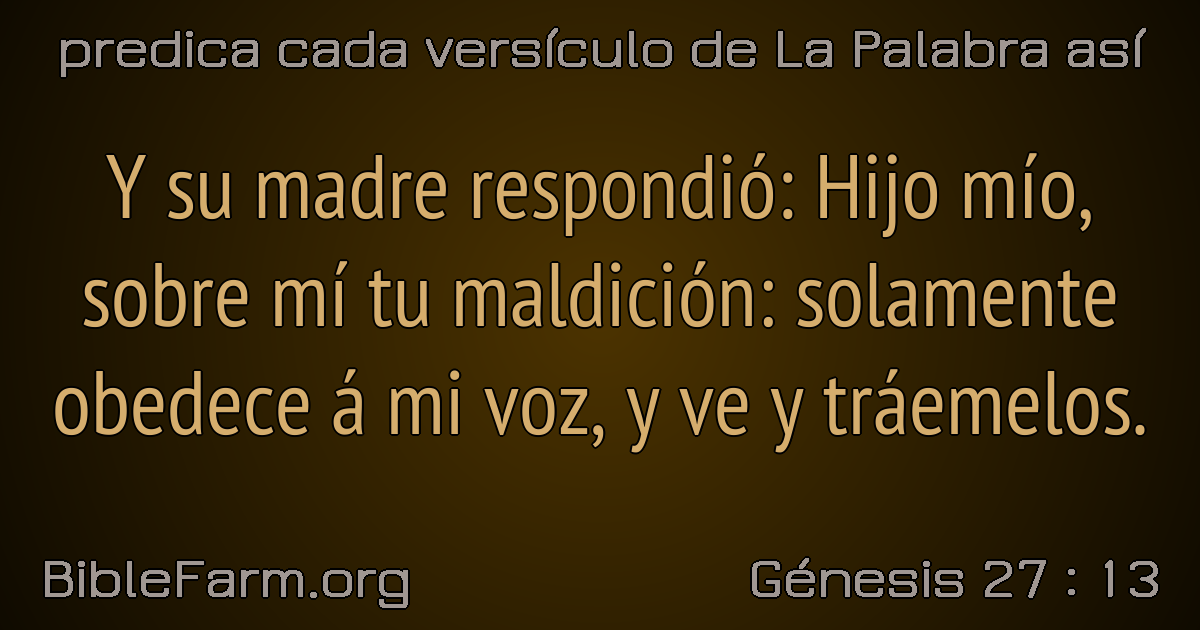 predica cada versículo de La Palabra así
Y su madre respondió: Hijo mío,
sobre mí tu maldición: solamente
obedece á mi voz, y ve y tráemelos.
BibleFarm.org
Génesis 27 : 13